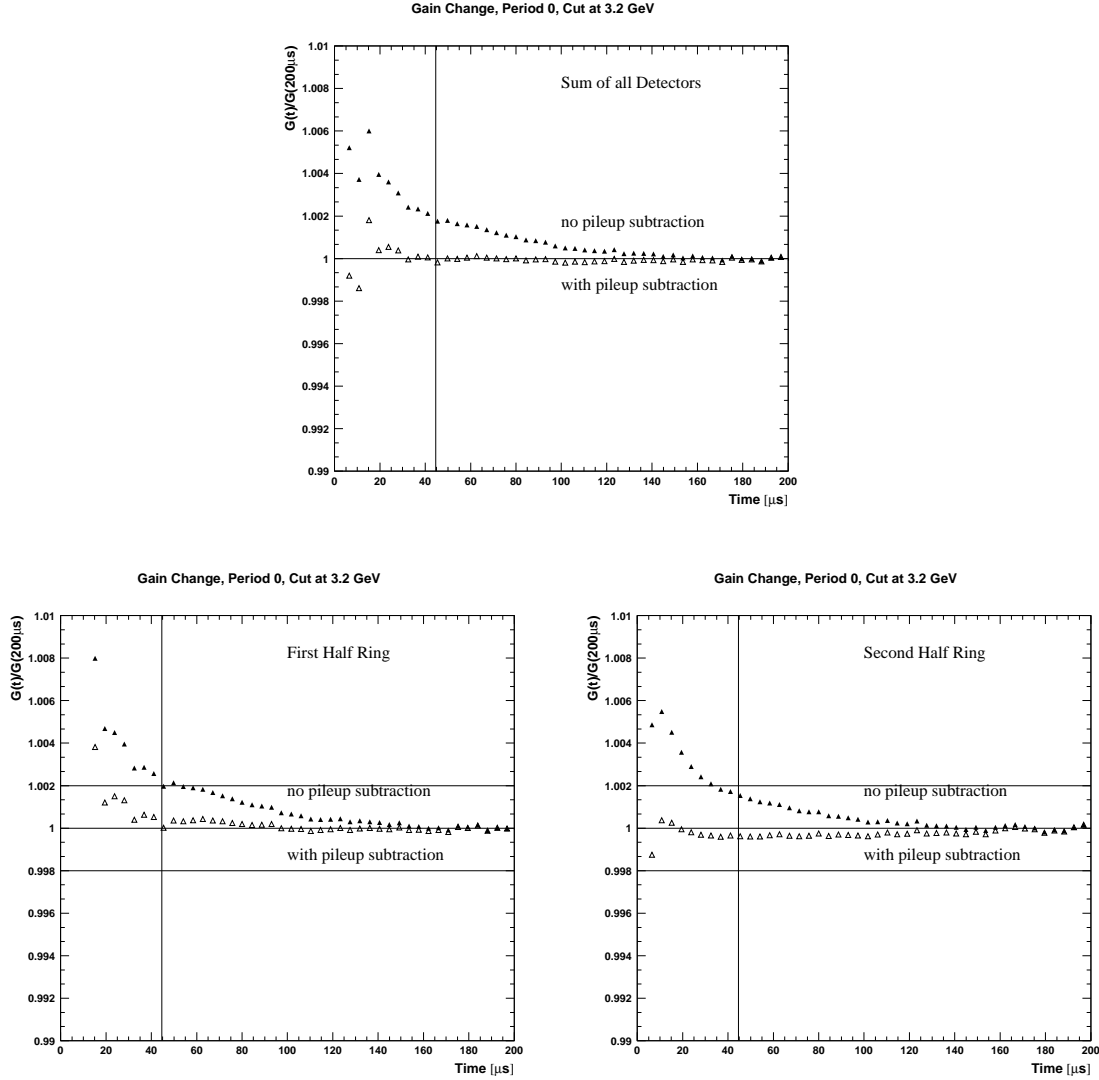 Gain Change, Period 0, Cut at 3.2 GeV
G(t)/G(200μs)
1.01
1.008
1.006
1.004
1.002
1
0.998
0.996
0.994
0.992
0.99
Sum of all Detectors
no pileup subtraction
with pileup subtraction
0 20 40 60 80 100 120 140 160 180 200
Time [μs]
Gain Change, Period 0, Cut at 3.2 GeV
G(t)/G(200μs)
1.01
1.008
1.006
1.004
1.002
1
0.998
0.996
0.994
0.992
0.99
First Half Ring
no pileup subtraction
with pileup subtraction
0 20 40 60 80 100 120 140 160 180 200
Time [μs]
Gain Change, Period 0, Cut at 3.2 GeV
G(t)/G(200μs)
1.01
1.008
1.006
1.004
1.002
1
0.998
0.996
0.994
0.992
0.99
Second Half Ring
no pileup subtraction
with pileup subtraction
0 20 40 60 80 100 120 140 160 180 200
Time [μs]